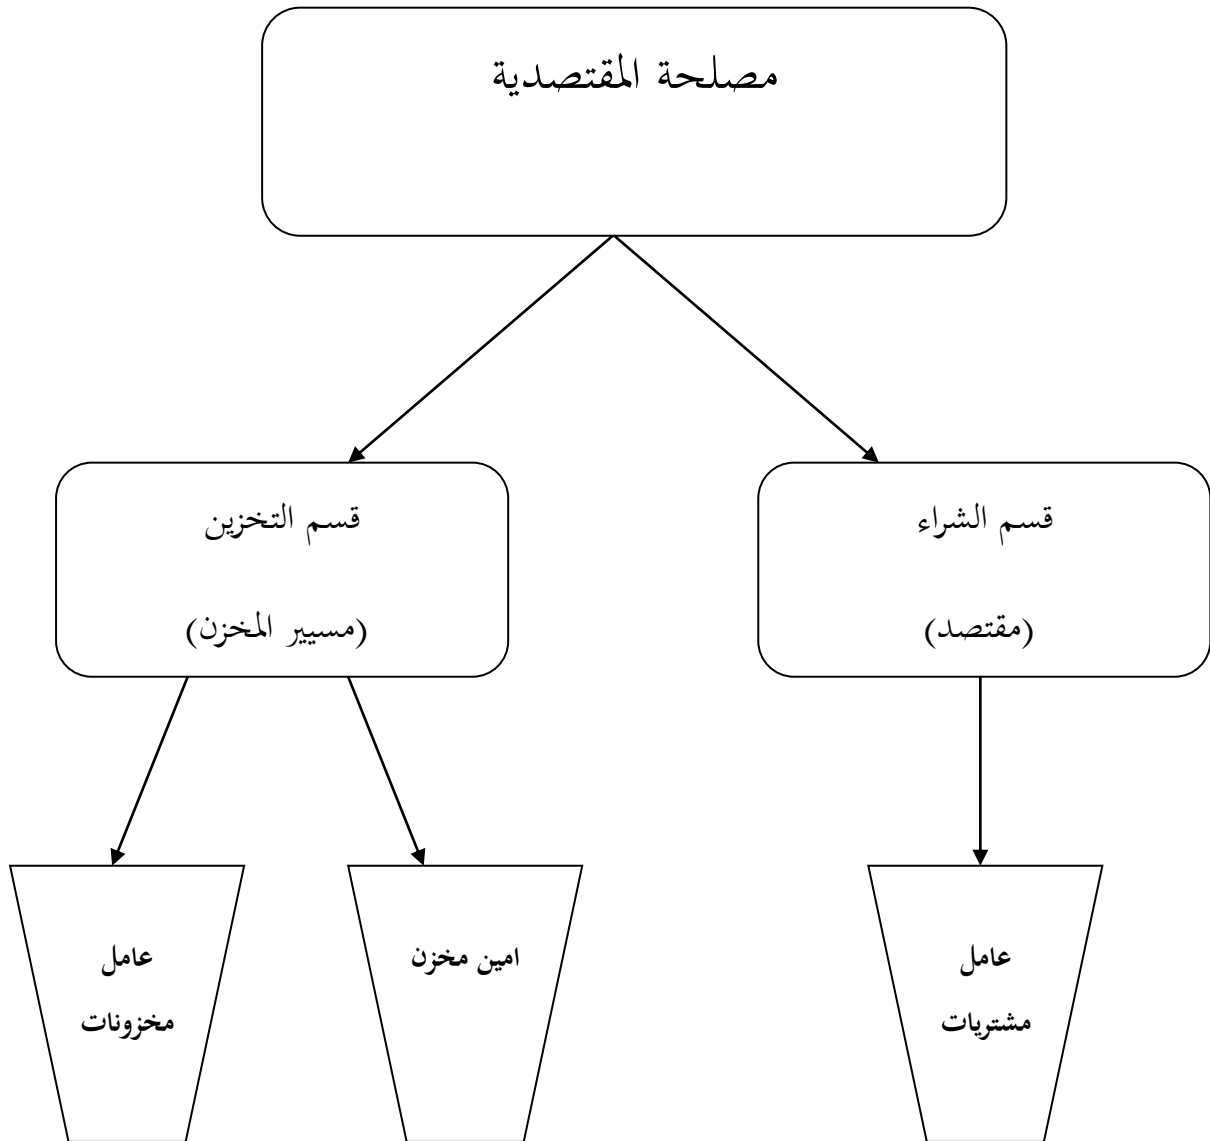 مصلحة المقتصدية
قسم الشراء
(مقتصد)
قسم التخزين
(مسيير المخزن)
عامل
مشتريات
امين مخزن
عامل
مخزونات